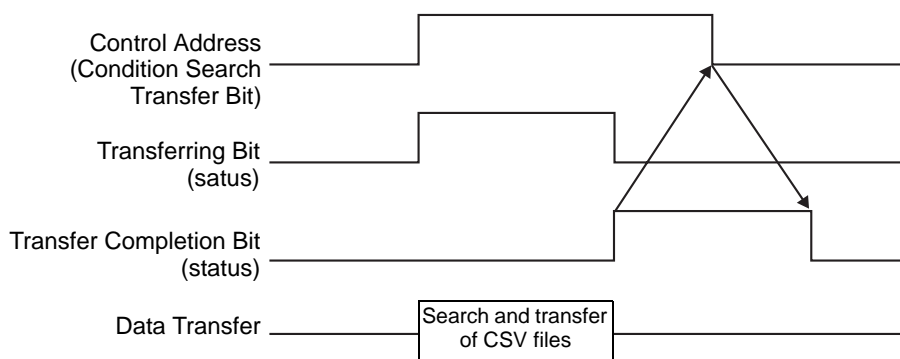 Control Address
(Condition Search
Transfer Bit)
Transferring Bit
(satus)
Transfer Completion Bit
(status)
Data Transfer
Search and transfer
of CSV files